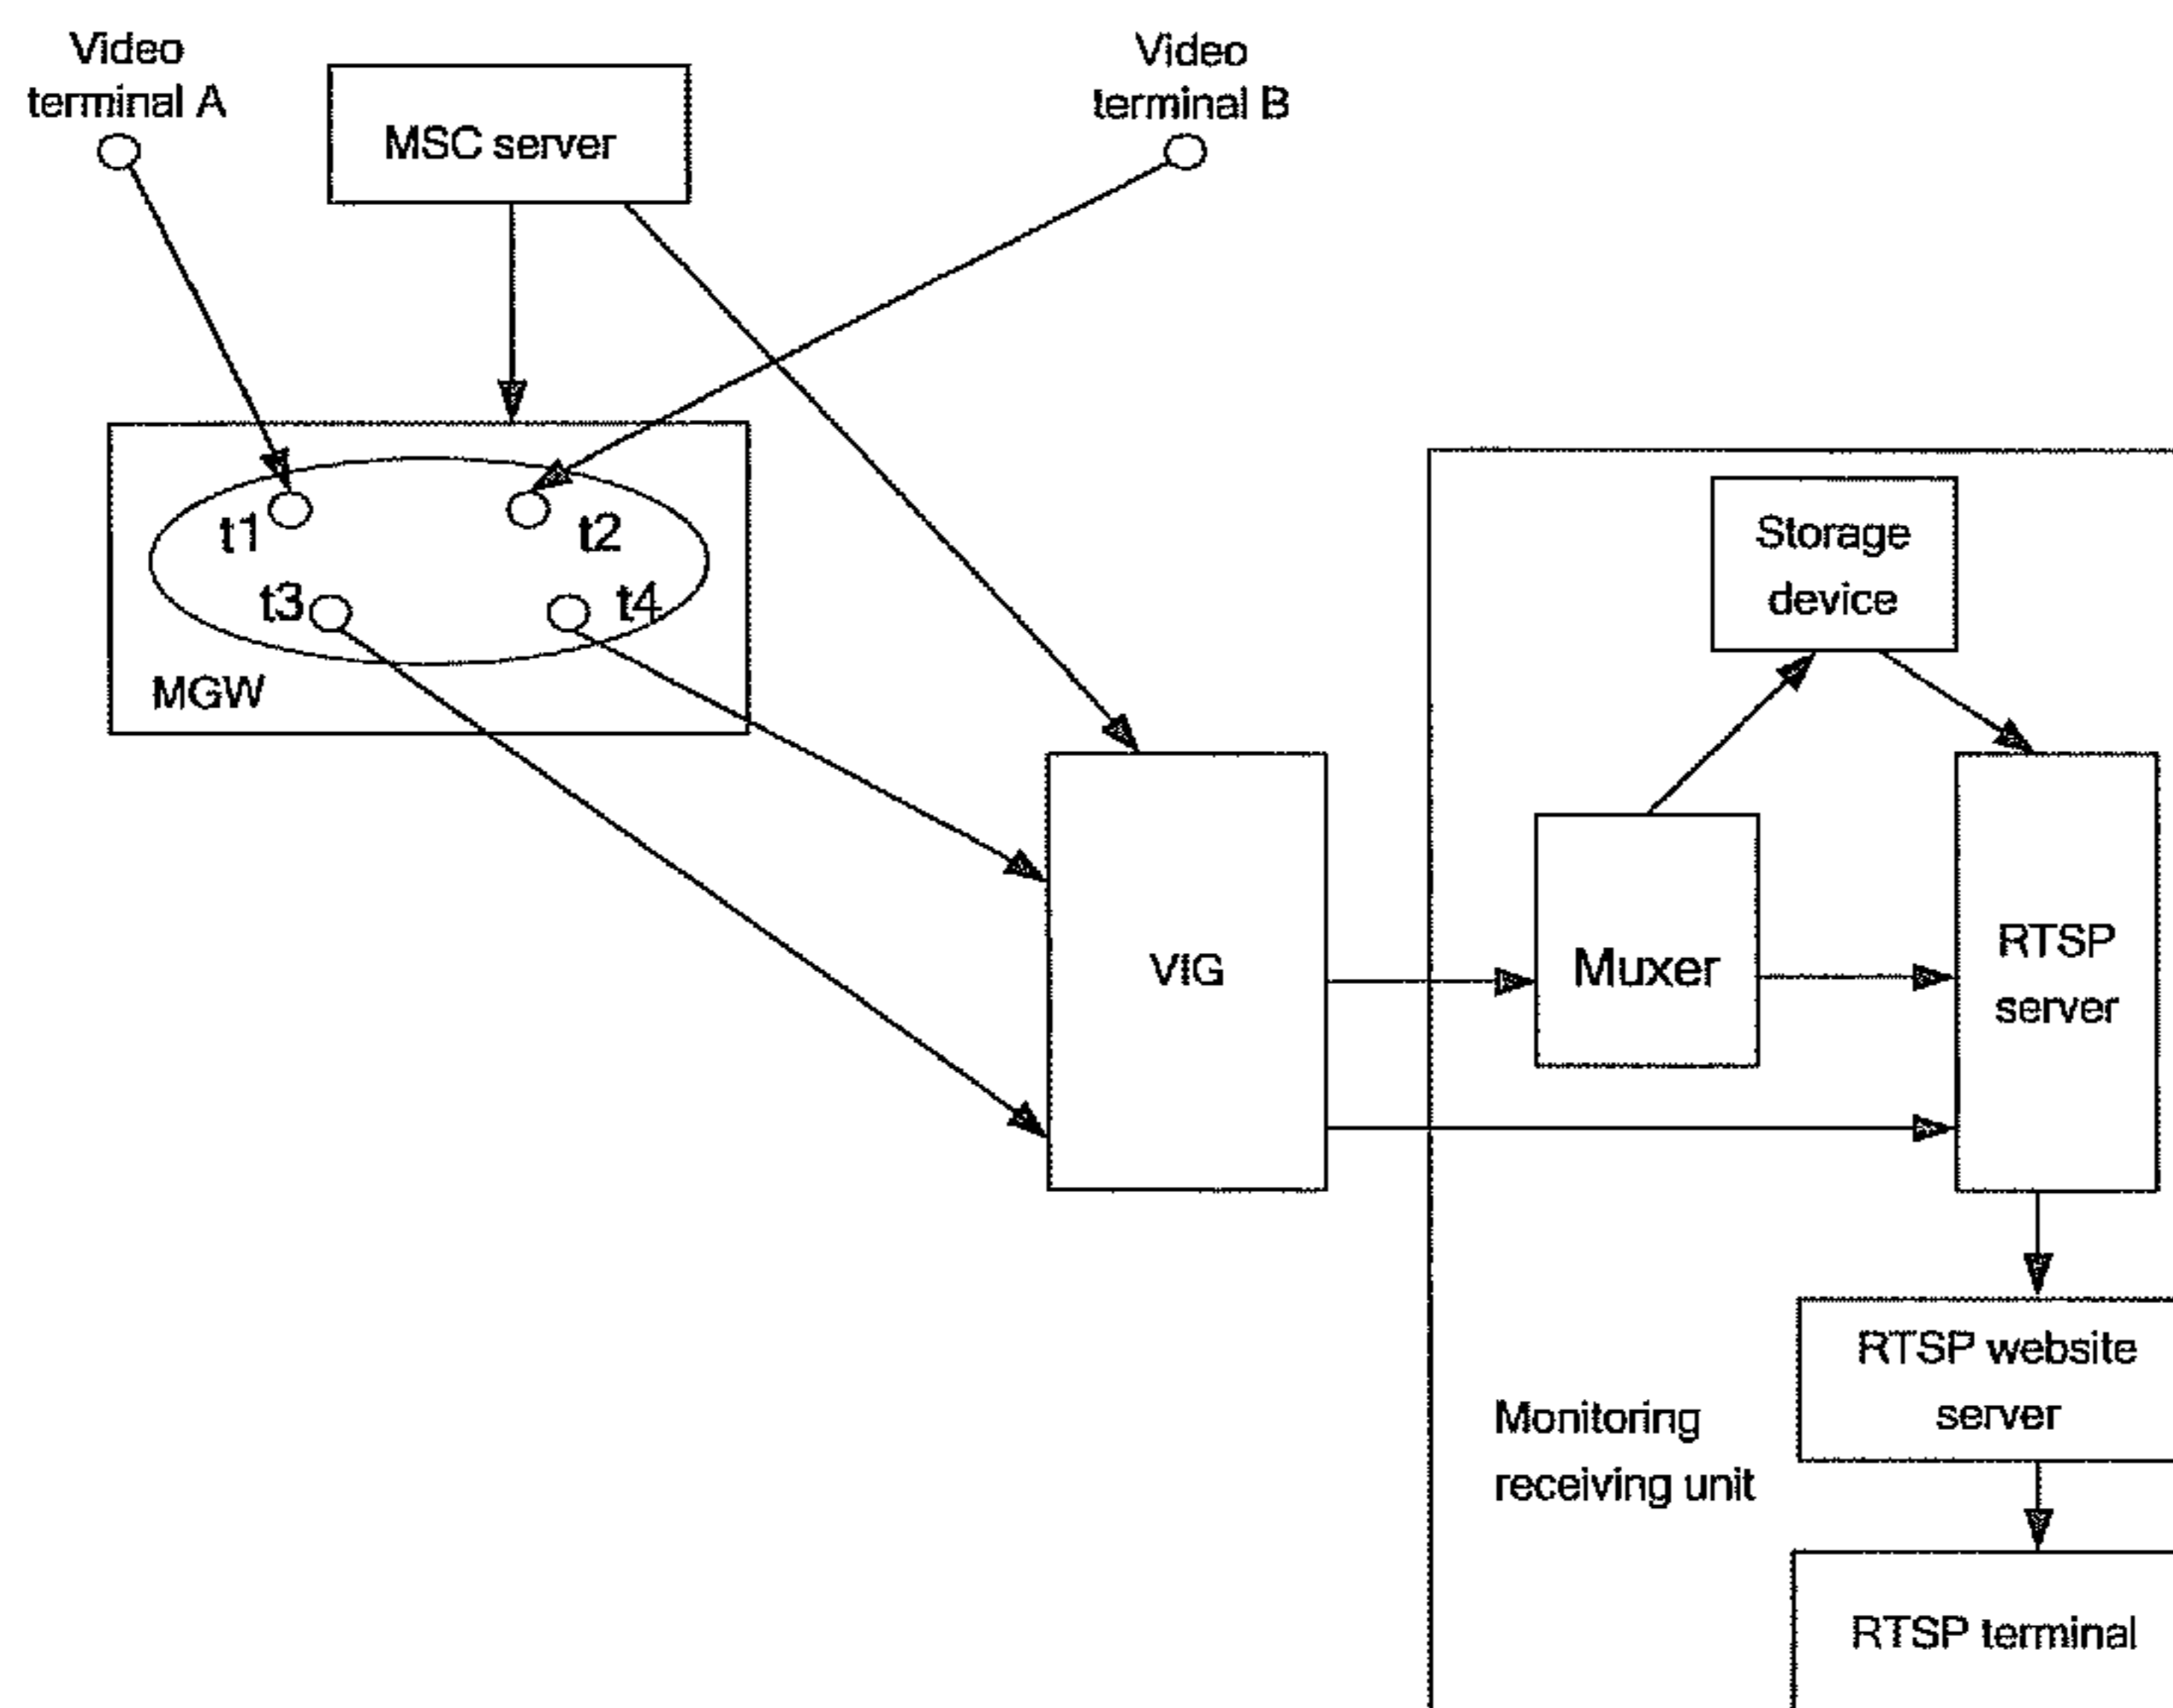 Video
terminal A
MSC server
Video
terminal B
t1
t2
t3
t4
MGW
Storage
device
VIG
Muxer
RTSP
server
RTSP website
server
Monitoring
receiving unit
RTSP terminal